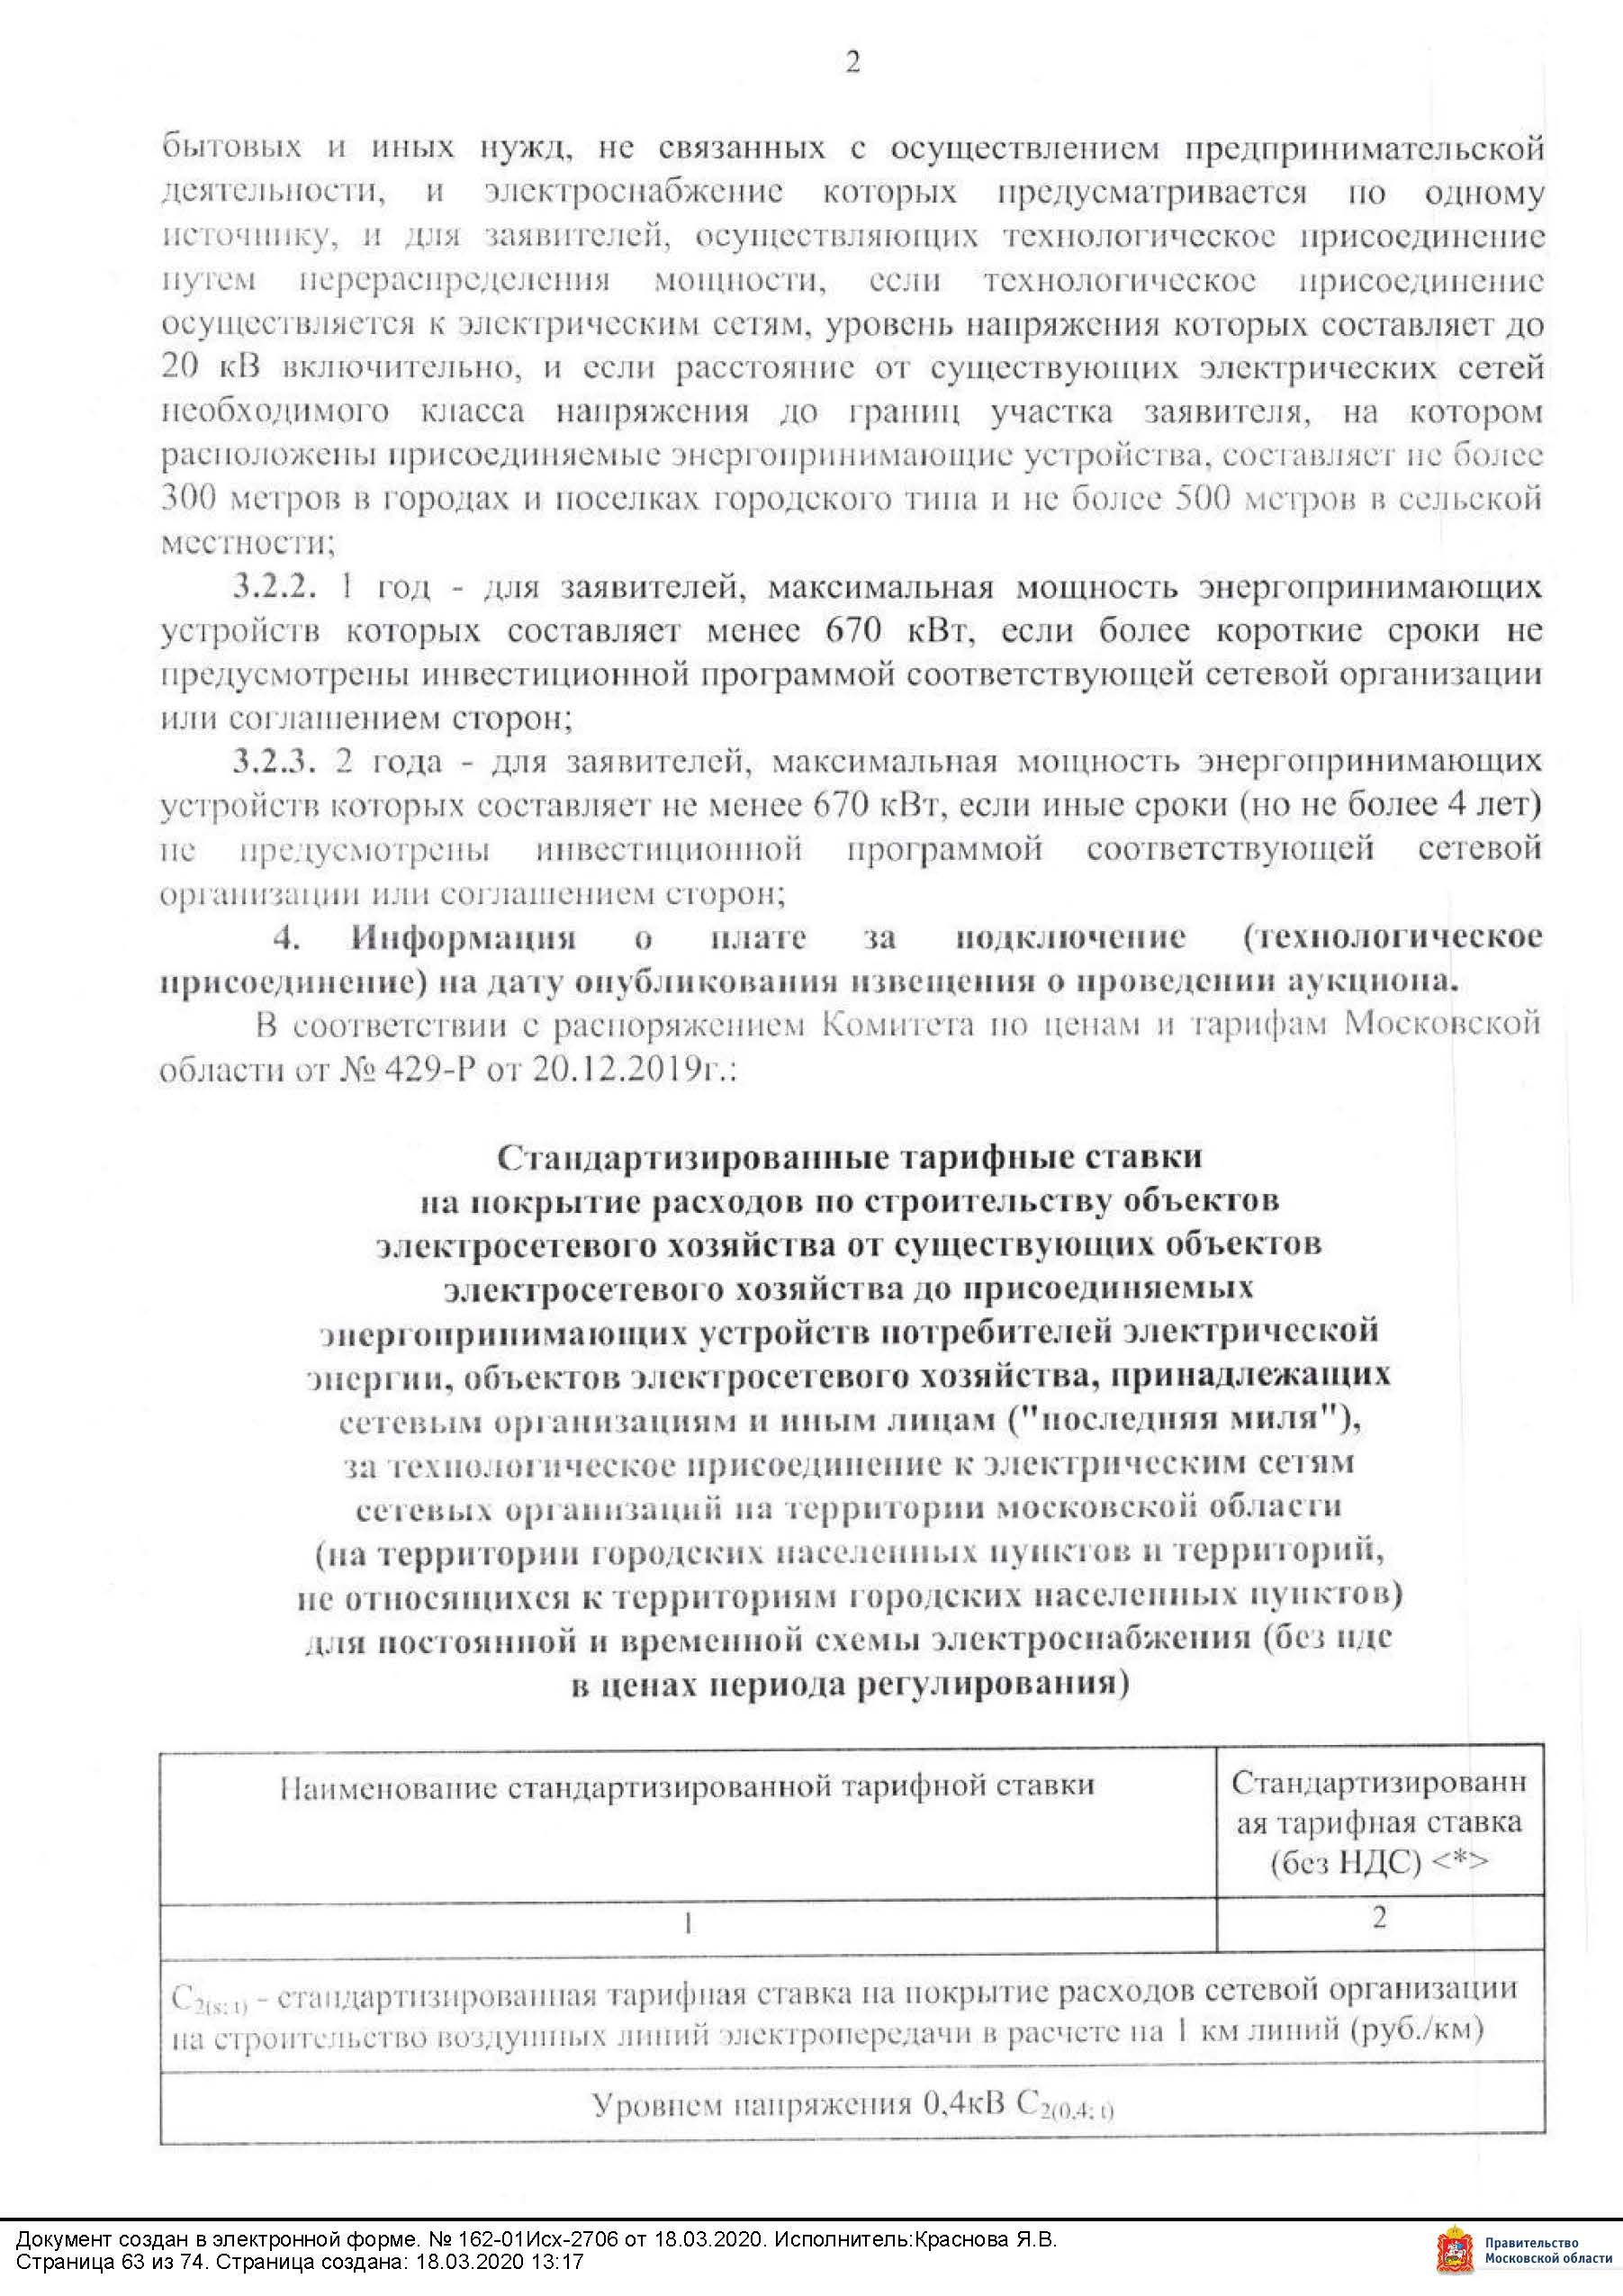 2
бытовых и иных нужд, не связанных с осуществлением предпринимательской
деятельности, и электроснабжение которых предусматривается по одному
источнику, и для заявителей, осуществляющих технологическое присоединение
путем перераспределения мощности, если технологическое присоединение
осуществляется к электрическим сетям, уровень напряжения которых составляет до
20 кВ включительно, и если расстояние от существующих электрических сетей
необходимого класса напряжения до границ участка заявителя, на котором
расположены присоединяемые энергопринимающие устройства, составляет не более
300 метров в городах и поселках городского типа и не более 500 метров в сельской
местности;
3.2.2. 1 год - для заявителей, максимальная мощность энергопринимающих
устройств которых составляет менее 670 кВт, если более короткие сроки не
предусмотрены инвестиционной программой соответствующей сетевой организации
или соглашением сторон;
3.2.3. 2 года - для заявителей, максимальная мощность энергопринимающих
устройств которых составляет не менее 670 кВт, если иные сроки (но не более 4 лет)
не предусмотрены инвестиционной программой соответствующей сетевой
организации или соглашением сторон;
4. Информация о плате за подключение (технологическое
присоединение) на дату опубликования извещения о проведении аукциона.
В соответствии с распоряжением Комитета по ценам и тарифам Московской
области от № 429-Р от 20.12.2019г.:
Стандартизированные тарифные ставки
на покрытие расходов по строительству объектов
электросетевого хозяйства от существующих объектов
электросетевого хозяйства до присоединяемых
энергопринимающих устройств потребителей электрической
энергии, объектов электросетевого хозяйства, принадлежащих
сетевым организациям и иным лицам ("последняя миля"),
за технологическое присоединение к электрическим сетям
сетевых организаций на территории московской области
(на территории городских населенных пунктов и территорий,
не относящихся к территориям городских населенных пунктов)
для постоянной и временной схемы электроснабжения (без ндс
в ценах периода регулирования)
Наименование стандартизированной тарифной ставки
Стандартизированн
ая тарифная ставка
(без НДС) <*>
1
2
C2(s; t) - стандартизированная тарифная ставка на покрытие расходов сетевой организации
на строительство воздушных линий электропередачи в расчете на 1 км линий (руб./км)
Уровнем напряжения 0,4кВ C2(0,4; t)
Документ создан в электронной форме. № 162-01Исх-2706 от 18.03.2020. Исполнитель:Краснова Я.В.
Страница 63 из 74. Страница создана: 18.03.2020 13:17
Правительство
Московской области